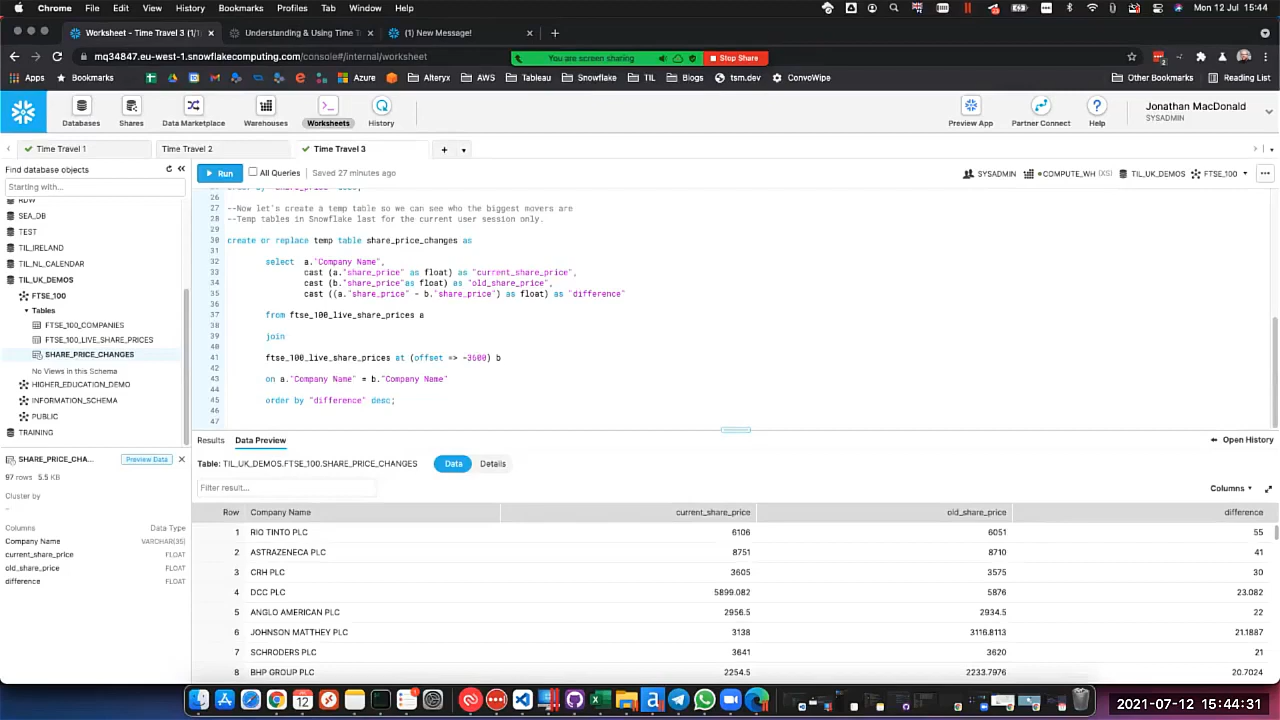 Chrome File Edit View History Bookmarks Profiles Tab Window Help Mon 12 Jul 15:44
Worksheet - Time Travel 3 (1/1 Understanding & Using Time T (1) New Message!
mq34847.eu-west-1.snowflakecomputing.com/console#/internal/worksheet You are screen sharing Stop Share
Apps Bookmarks Azure Alteryx AWS Tableau Snowflake TIL Blogs tsm.dev ConvoWipe Other Bookmarks Reading List
Databases Shares Data Marketplace Warehouses Worksheets History Preview App Partner Connect Help Jonathan MacDonald
SYSADMIN
Time Travel 1 Time Travel 2 Time Travel 3
Find database objects Run All Queries Saved 27 minutes ago SYSADMIN COMPUTE_WH (XS) TIL_UK_DEMOS FTSE_100
Starting with...
SEA_DB
TEST
TIL_IRELAND
TIL_NL_CALENDAR
TIL_UK_DEMOS
FTSE_100
Tables
FTSE_100_COMPANIES
FTSE_100_LIVE_SHARE_PRICES
SHARE_PRICE_CHANGES
No Views in this Schema
HIGHER_EDUCATION_DEMO
INFORMATION_SCHEMA
PUBLIC
TRAINING
26
27 --Now let's create a temp table so we can see who the biggest movers are
28 --Temp tables in Snowflake last for the current user session only.
29
30 create or replace temp table share_price_changes as
31
32 select a."Company Name",
33 cast (a."share_price" as float) as "current_share_price",
34 cast (b."share_price"as float) as "old_share_price",
35 cast ((a."share_price" - b."share_price") as float) as "difference"
36
37 from ftse_100_live_share_prices a
38
39 join
40
41 ftse_100_live_share_prices at (offset => -3600) b
42
43 on a."Company Name" = b."Company Name"
44
45 order by "difference" desc;
46
47
Results Data Preview Open History
SHARE_PRICE_CHA... Preview Data
97 rows 5.5 KB
Cluster by
Columns Data Type
Company Name VARCHAR(35)
current_share_price FLOAT
old_share_price FLOAT
difference FLOAT
Table: TIL_UK_DEMOS.FTSE_100.SHARE_PRICE_CHANGES Data Details
Filter result... Columns
Row Company Name current_share_price old_share_price difference
1 RIO TINTO PLC 6106 6051 55
2 ASTRAZENECA PLC 8751 8710 41
3 CRH PLC 3605 3575 30
4 DCC PLC 5899.082 5876 23.082
5 ANGLO AMERICAN PLC 2956.5 2934.5 22
6 JOHNSON MATTHEY PLC 3138 3116.8113 21.1887
7 SCHRODERS PLC 3641 3620 21
8 BHP GROUP PLC 2254.5 2233.7976 20.7024
2021-07-12 15:44:31